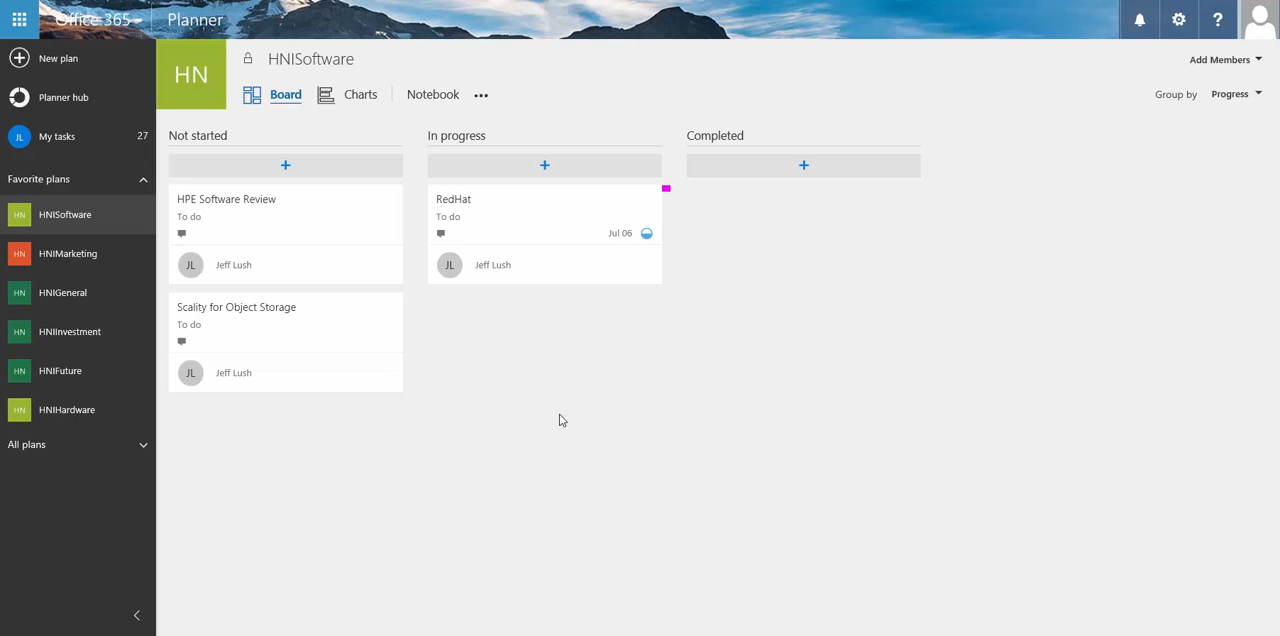 Office 365
Planner
?
New plan
Planner hub
JL My tasks 27
Favorite plans
HN HNISoftware
HN HNIMarketing
HN HNIGeneral
HN HNIInvestment
HN HNIFuture
HN HNIHardware
All plans
HN
HNISoftware
Add Members
Board Charts Notebook •••
Group by Progress
Not started
+
HPE Software Review
To do
JL Jeff Lush
Scality for Object Storage
To do
JL Jeff Lush
In progress
+
RedHat
To do
Jul 06
JL Jeff Lush
Completed
+